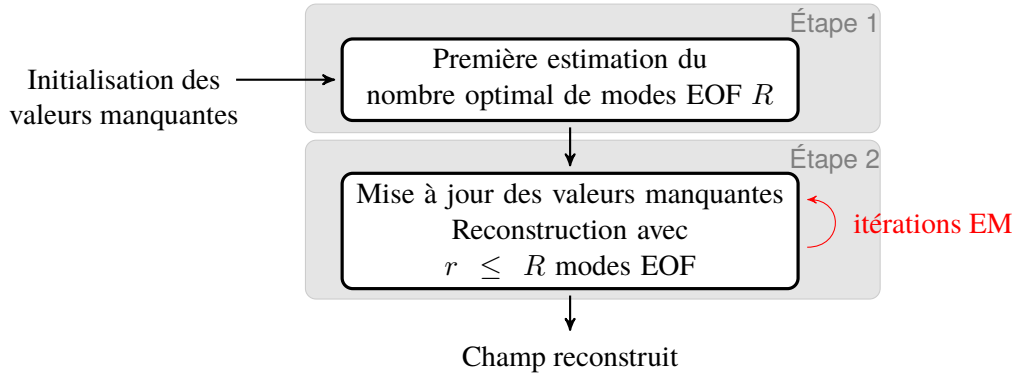 Étape 1
Première estimation du
nombre optimal de modes EOF R
Initialisation des
valeurs manquantes
Étape 2
Mise à jour des valeurs manquantes
Reconstruction avec
r ≤ R modes EOF
itérations EM
Champ reconstruit